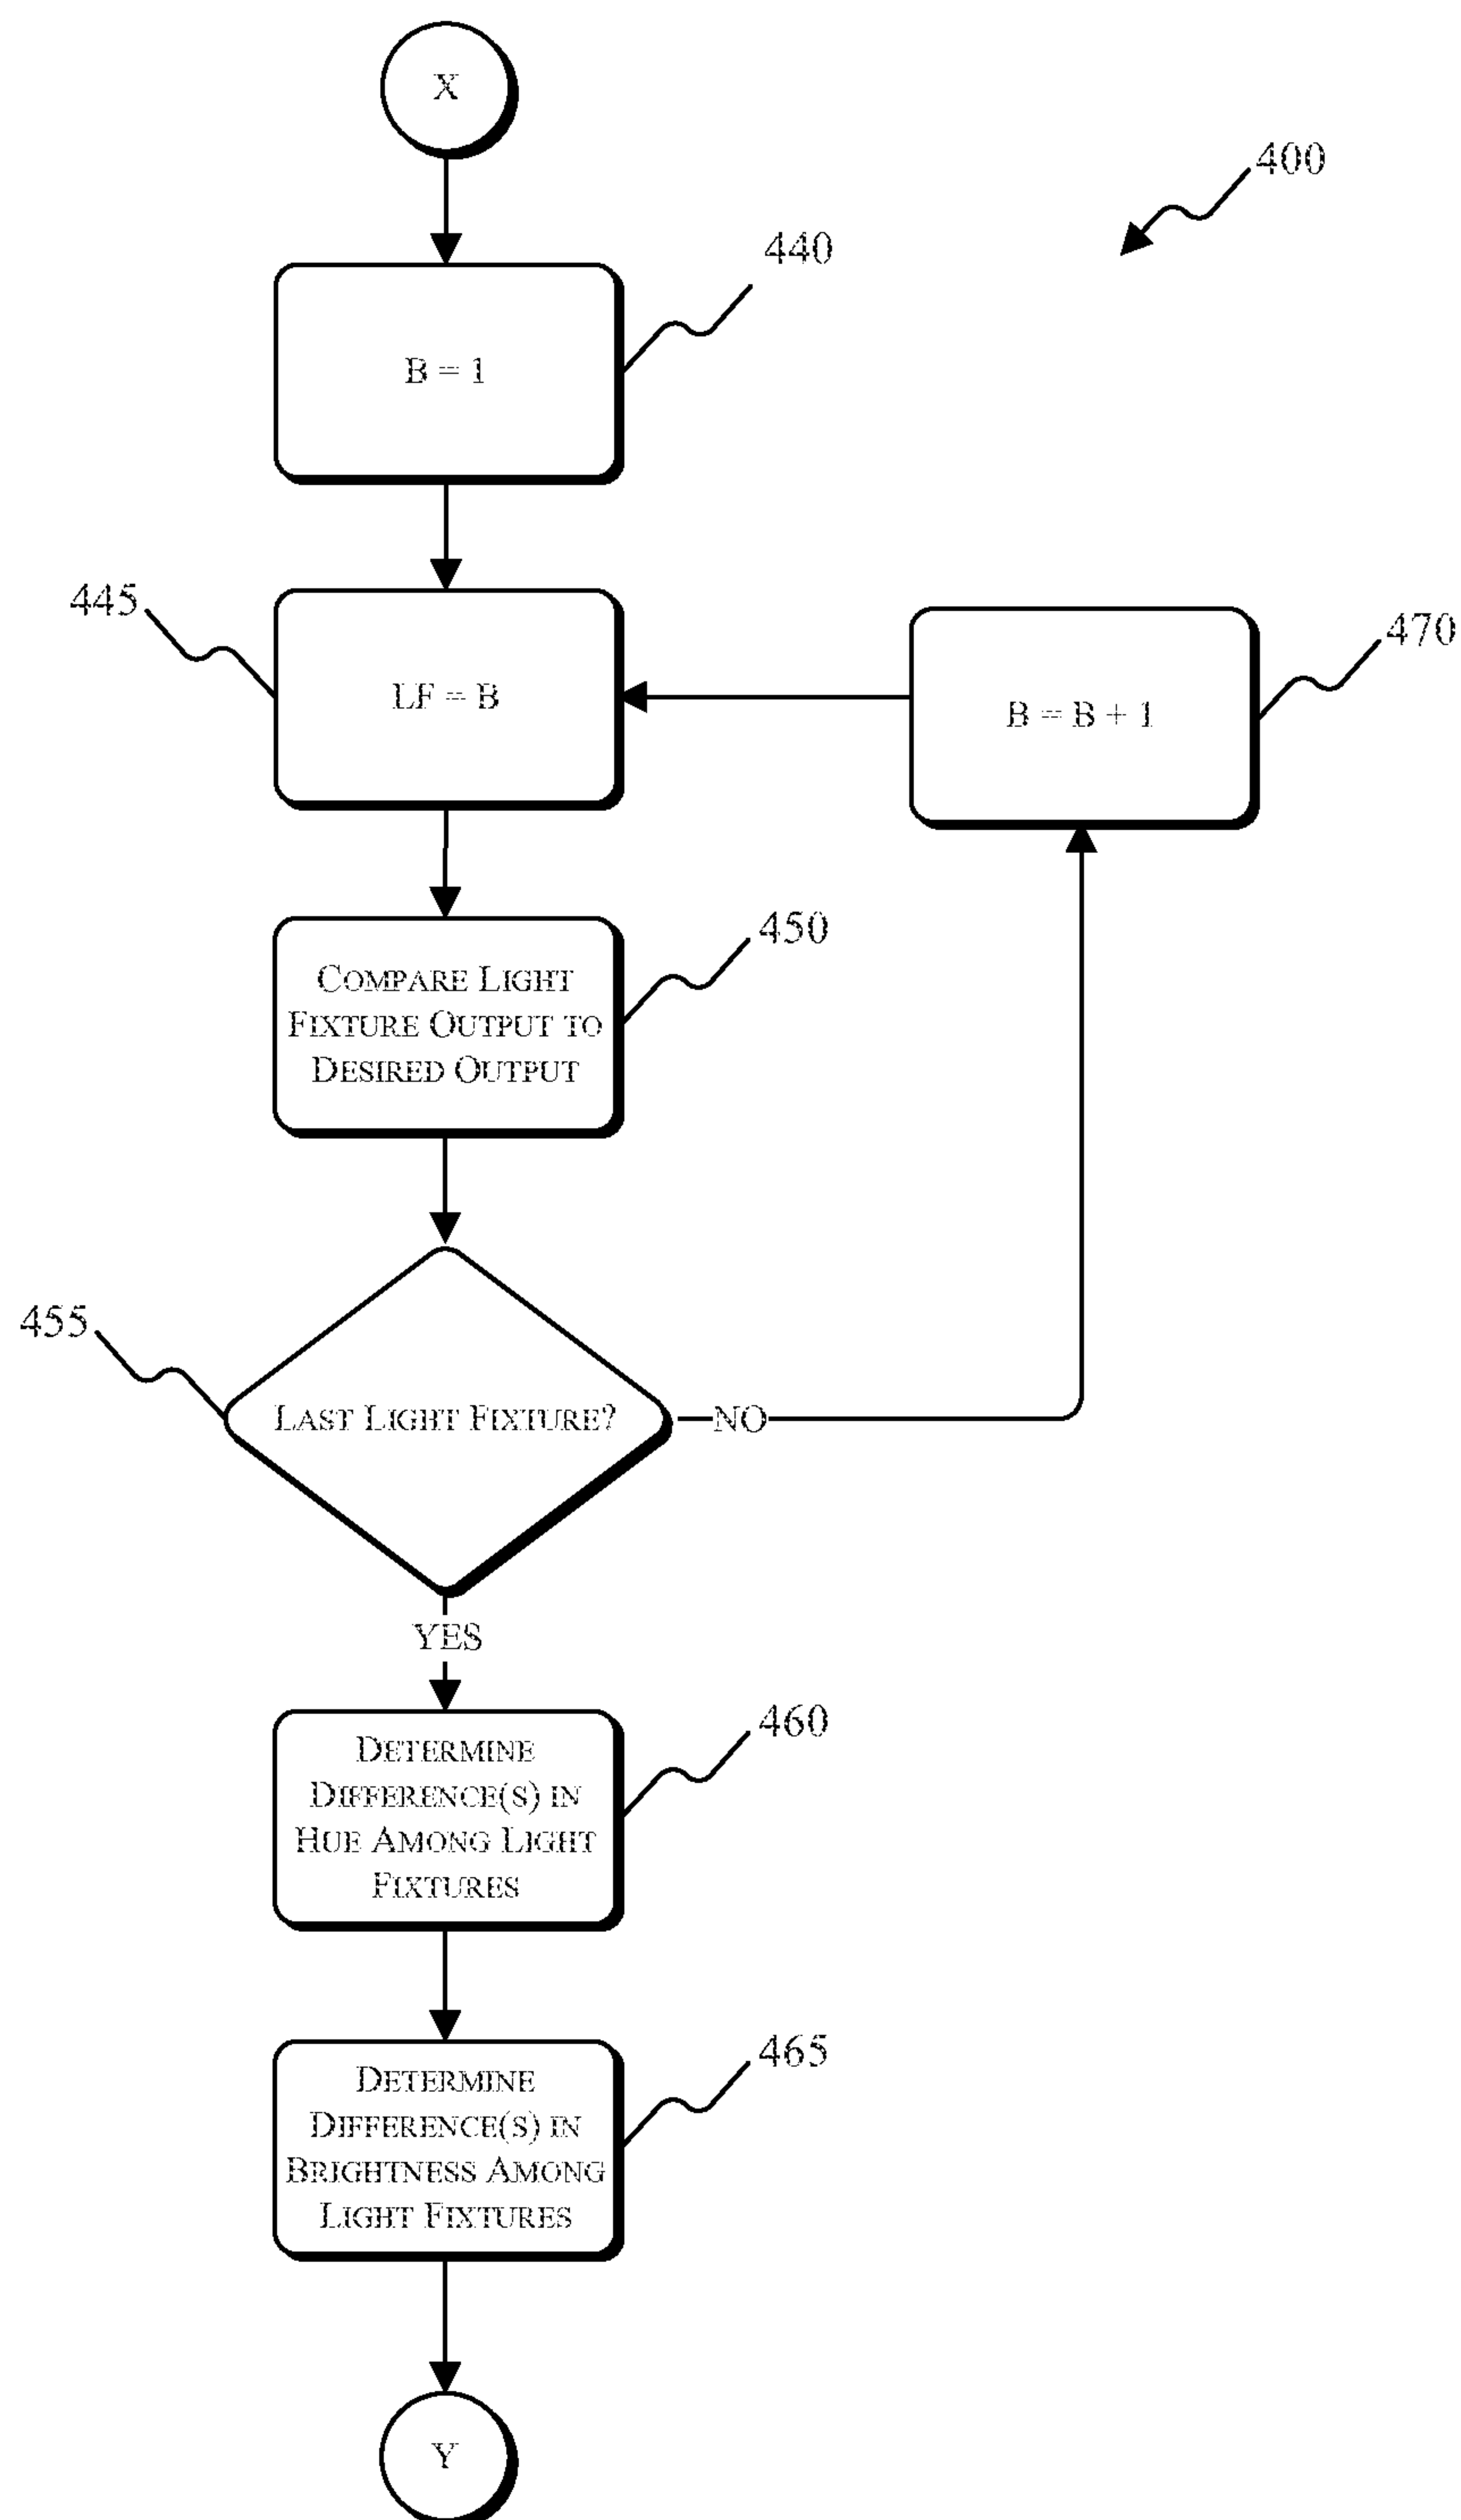 X
400
440
B = 1
445
LF = B
470
B = B + 1
450
COMPARE LIGHT
FIXTURE OUTPUT TO
DESIRED OUTPUT
455
LAST LIGHT FIXTURE?
NO
YES
460
DETERMINE
DIFFERENCE(S) IN
HUE AMONG LIGHT
FIXTURES
465
DETERMINE
DIFFERENCE(S) IN
BRIGHTNESS AMONG
LIGHT FIXTURES
Y